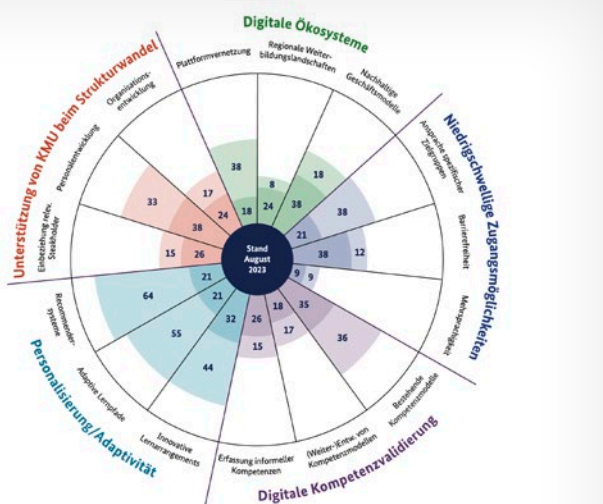 Digitale Ökosysteme
Plattformvernetzung
Regionale Weiter-
bildungslandschaften
Nachhaltige
Geschäftsmodelle
38
18
8
24
18
38
Niedrigschwellige Zugangsmöglichkeiten
Ansprache spezifischer
Zielgruppen
Barrierefreiheit
Mehrsprachigkeit
21
38
38
12
9
9
Digitale Kompetenzvalidierung
Bestehende
Kompetenzmodelle
(Weiter-)Entw. von
Kompetenzmodellen
Erfassung informeller
Kompetenzen
35
36
18
17
26
15
Personalisierung/Adaptivität
Innovative
Lernarrangements
Adaptive Lernpfade
Recommender-
systeme
32
44
21
55
21
64
Unterstützung von KMU beim Strukturwandel
Einbeziehung relev.
Steakholder
Personalentwicklung
Organisations-
entwicklung
26
15
38
33
24
17
Stand
August
2023